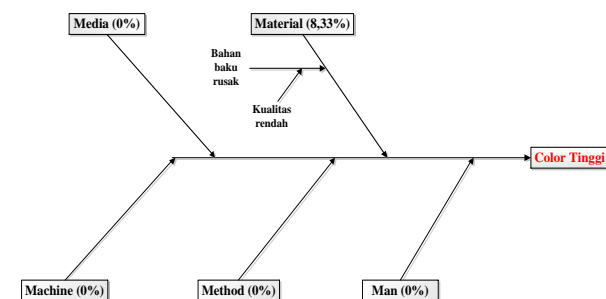 Media (0%)
Material (8,33%)
Bahan
baku
rusak
Kualitas
rendah
Color Tinggi
Machine (0%)
Method (0%)
Man (0%)